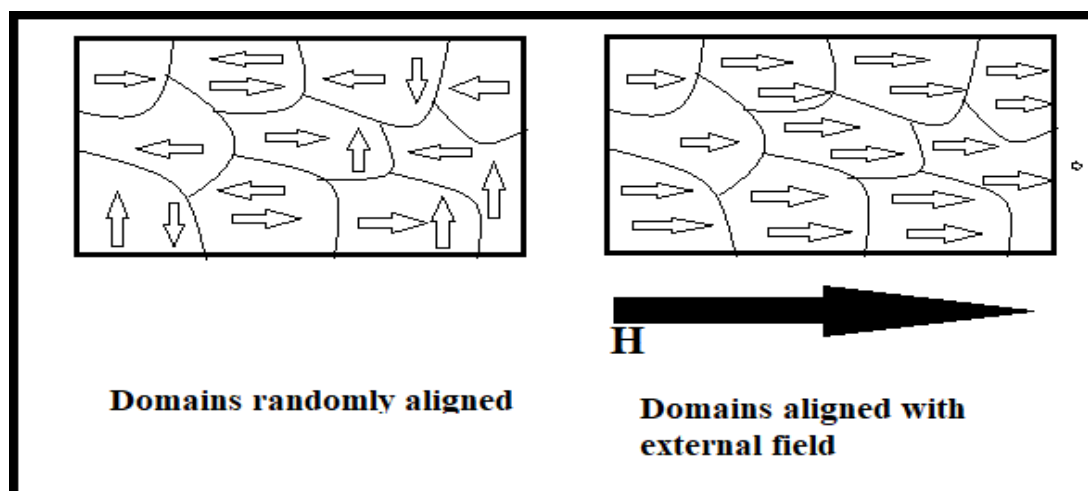 H
Domains randomly aligned
Domains aligned with
external field